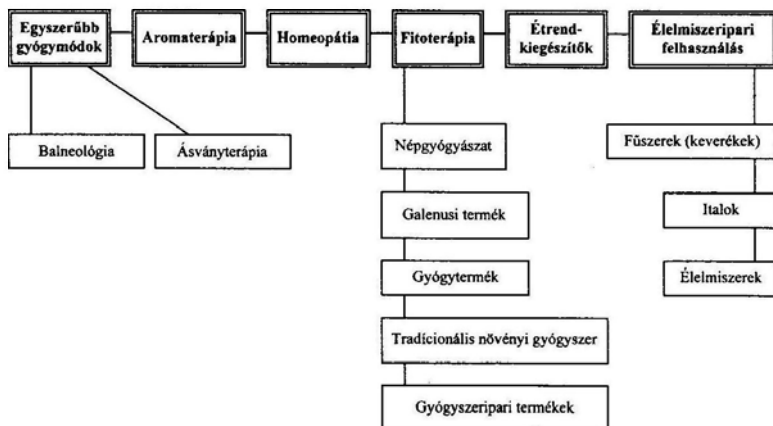 Egyszerűbb
gyógymódok
Aromaterápia
Homeopátia
Fitoterápia
Étrend-
kiegészítők
Élelmiszeripari
felhasználás
Balneológia
Ásványterápia
Népgyógyászat
Galenusi termék
Gyógytermék
Tradícionális növényi gyógyszer
Gyógyszeripari termékek
Fűszerek (keverékek)
Italok
Élelmiszerek